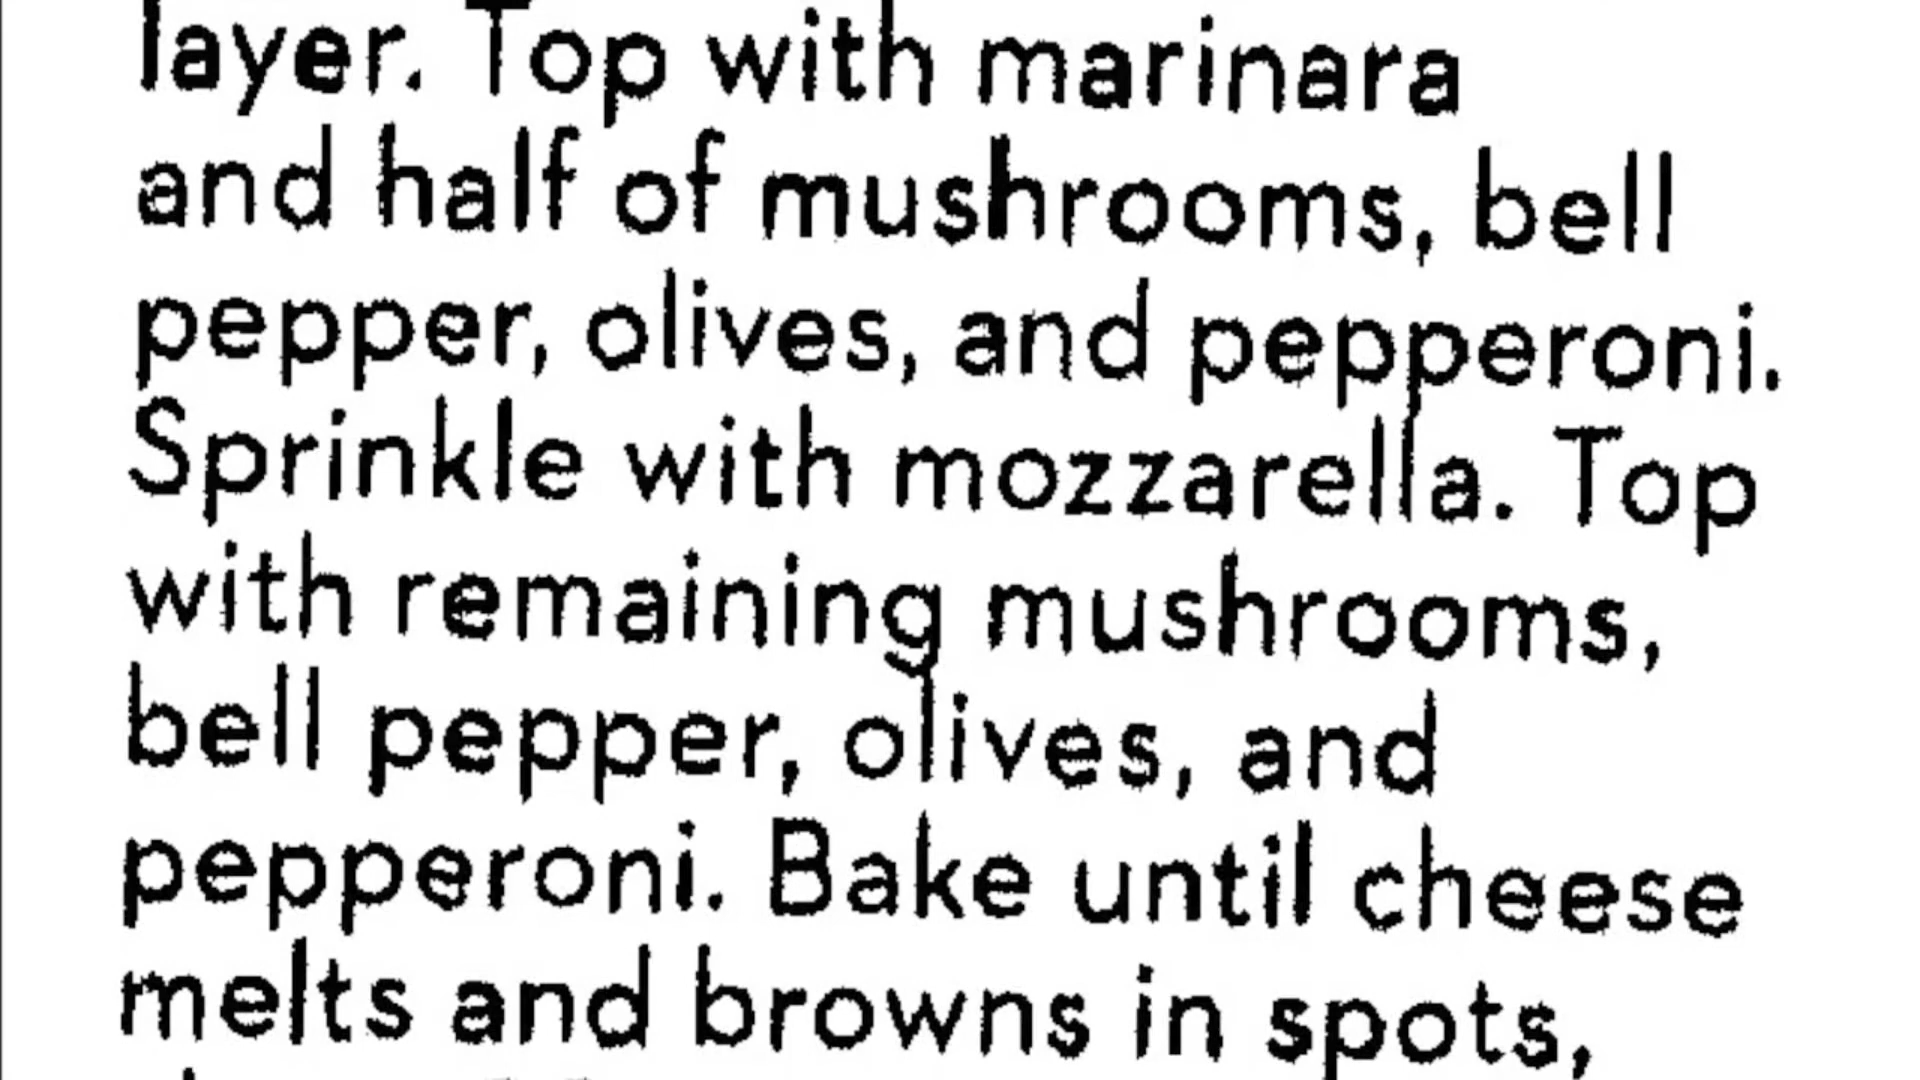 layer. Top with marinara
and half of mushrooms, bell
pepper, olives, and pepperoni.
Sprinkle with mozzarella. Top
with remaining mushrooms,
bell pepper, olives, and
pepperoni. Bake until cheese
melts and browns in spots,